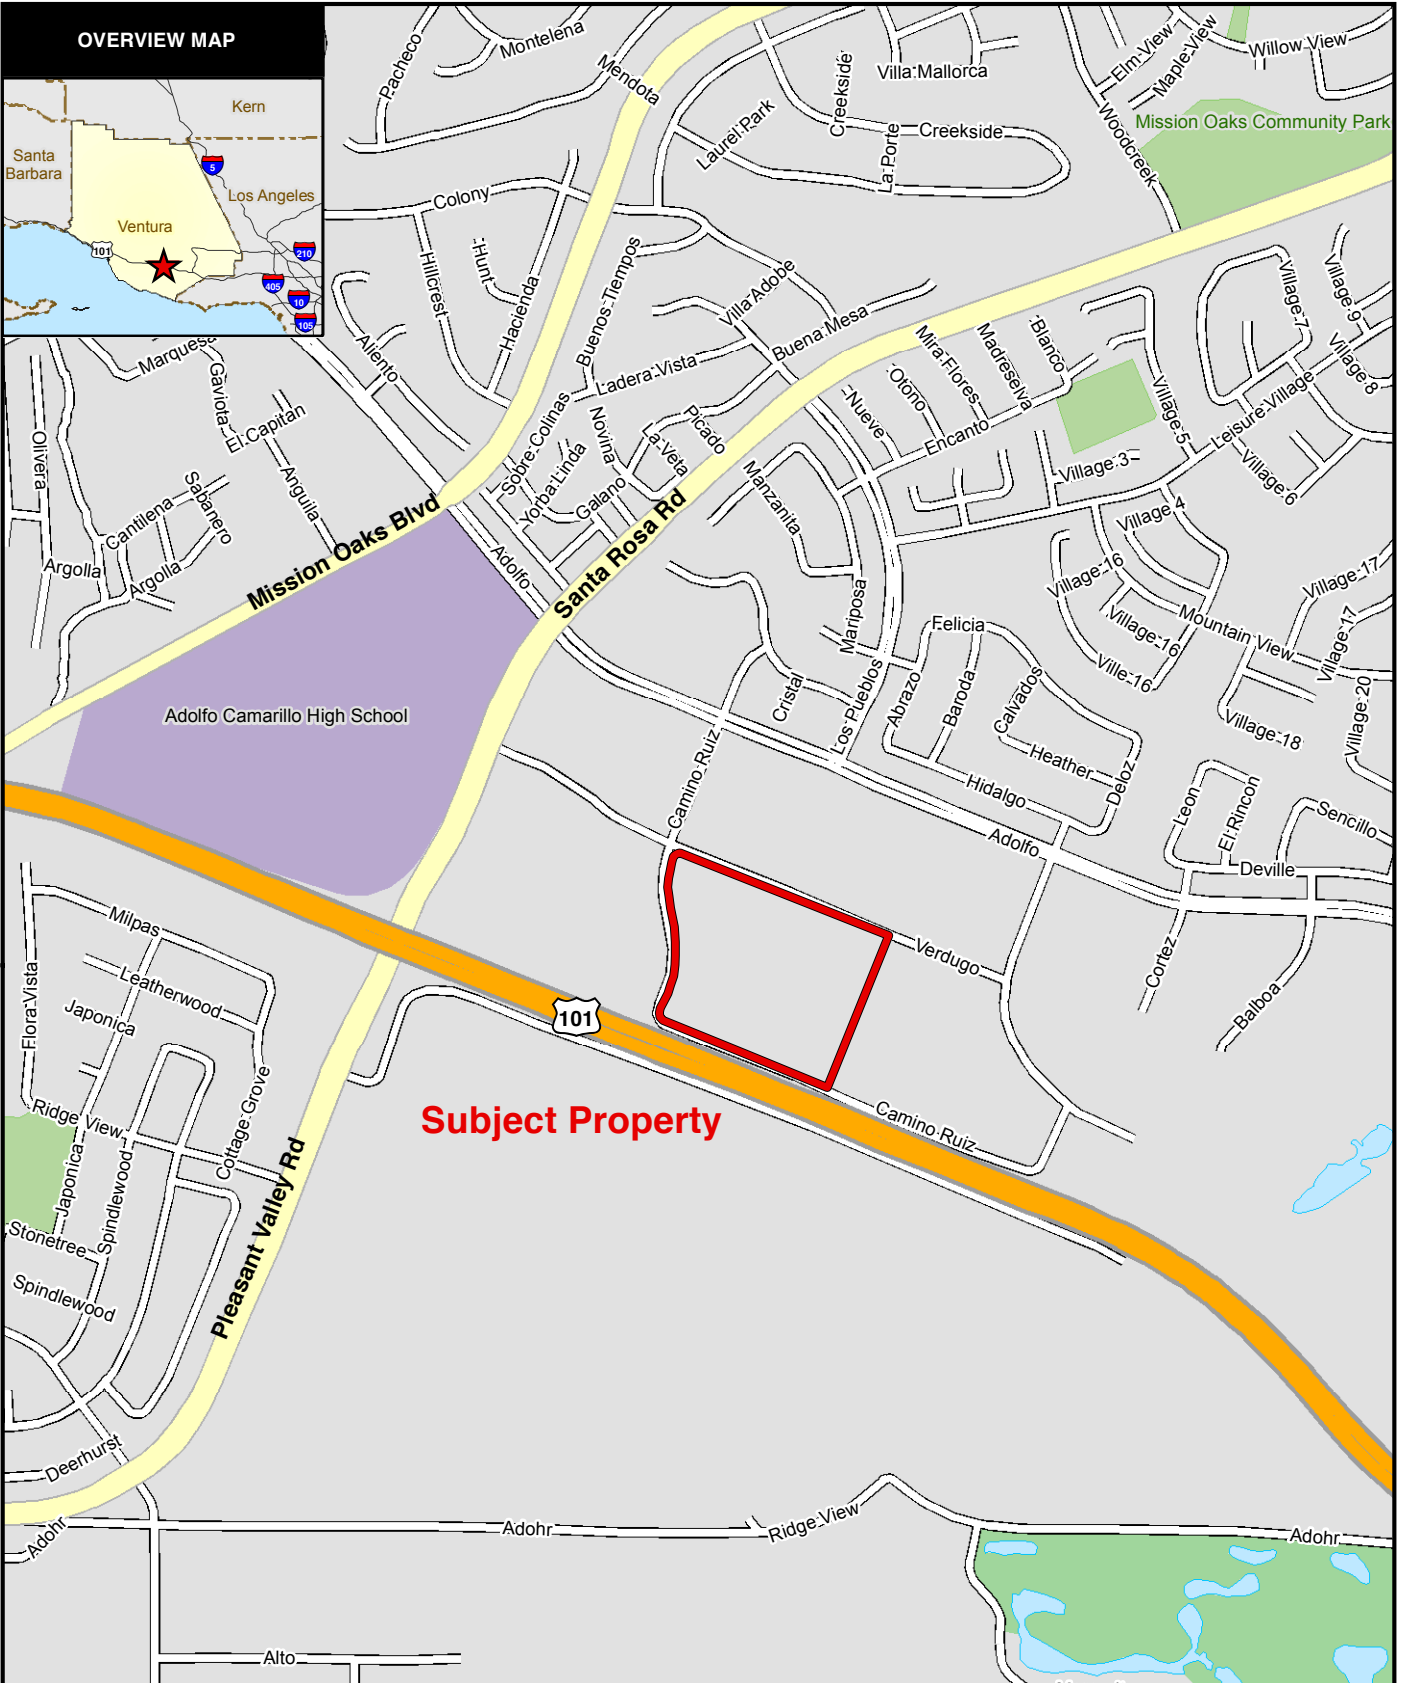 OVERVIEW MAP
Kern
Santa
Barbara
5
Los Angeles
Ventura
101
210
405
10
105
Pacheco
Montelena
Mendota
Villa Mallorca
Creekside
Creekside
Laurel Park
La Porte
Elm View
Maple View
Willow View
Woodcreek
Mission Oaks Community Park
Colony
Hillcrest
Hunt
Hacienda
Buenos Tiempos
Villa Adobe
Buena Mesa
Ladera Vista
Mira Flores
Madreselva
Blanco
Otono
Nueve
Encanto
Village 7
Village 9
Village 8
Village 5
Leisure Village
Village 6
Village 3
Village 4
Marquesa
Gaviota
El Capitan
Aliento
Olivera
Anguila
Sabanero
Cantilena
Argolla
Argolla
Sobre Colinas
Novina
Yorba Linda
La Veta
Picado
Galano
Manzanita
Mission Oaks Blvd
Adolfo
Santa Rosa Rd
Mariposa
Felicia
Village 16
Village 16
Ville 16
Mountain View
Village 17
Village 17
Village 18
Village 20
Adolfo Camarillo High School
Cristal
Los Pueblos
Abrazo
Baroda
Calvados
Heather
Deloz
Hidalgo
Camino Ruiz
Adolfo
Leon
El Rincon
Sencillo
Deville
Verdugo
Cortez
Balboa
Milpas
Leatherwood
Flora Vista
Japonica
101
Ridge View
Cottage Grove
Camino Ruiz
Subject Property
Japonica
Spindlewood
Stonetree
Spindlewood
Pleasant Valley Rd
Deerhurst
Adohr
Adohr
Ridge View
Adohr
Alto